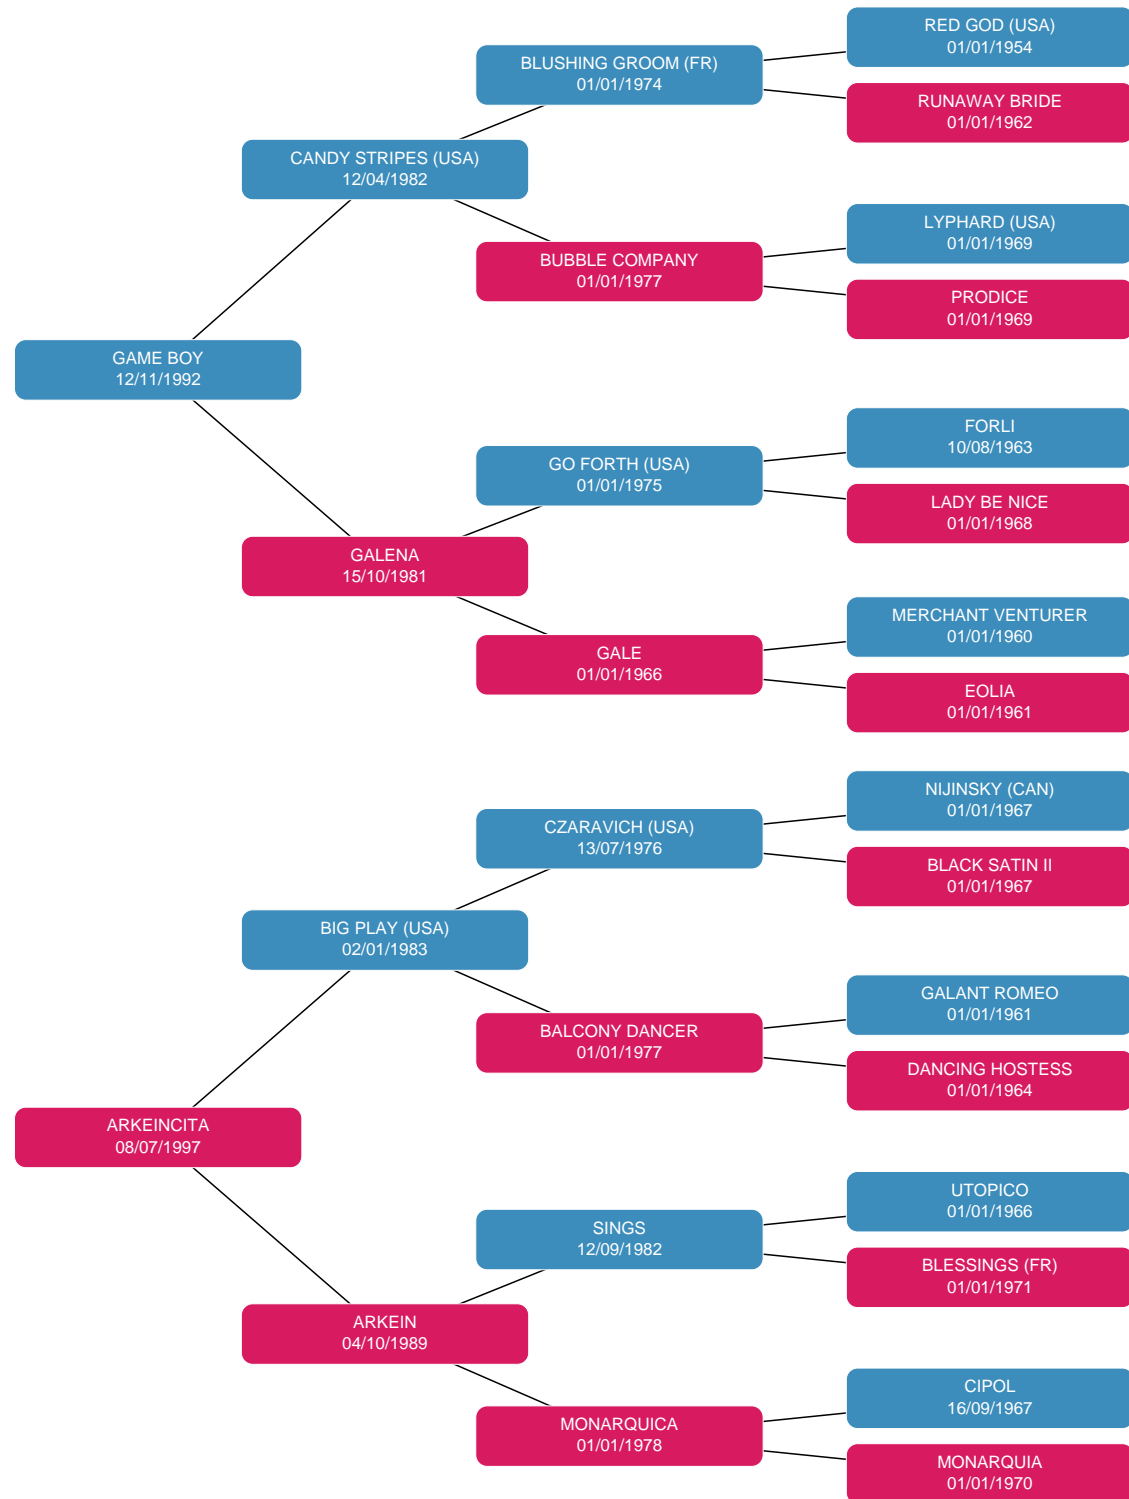 RED GOD (USA)
01/01/1954
BLUSHING GROOM (FR)
01/01/1974
RUNAWAY BRIDE
01/01/1962
CANDY STRIPES (USA)
12/04/1982
LYPHARD (USA)
01/01/1969
BUBBLE COMPANY
01/01/1977
PRODICE
01/01/1969
GAME BOY
12/11/1992
FORLI
10/08/1963
GO FORTH (USA)
01/01/1975
LADY BE NICE
01/01/1968
GALENA
15/10/1981
MERCHANT VENTURER
01/01/1960
GALE
01/01/1966
EOLIA
01/01/1961
NIJINSKY (CAN)
01/01/1967
CZARAVICH (USA)
13/07/1976
BLACK SATIN II
01/01/1967
BIG PLAY (USA)
02/01/1983
GALANT ROMEO
01/01/1961
BALCONY DANCER
01/01/1977
DANCING HOSTESS
01/01/1964
ARKEINCITA
08/07/1997
UTOPICO
01/01/1966
SINGS
12/09/1982
BLESSINGS (FR)
01/01/1971
ARKEIN
04/10/1989
CIPOL
16/09/1967
MONARQUICA
01/01/1978
MONARQUIA
01/01/1970